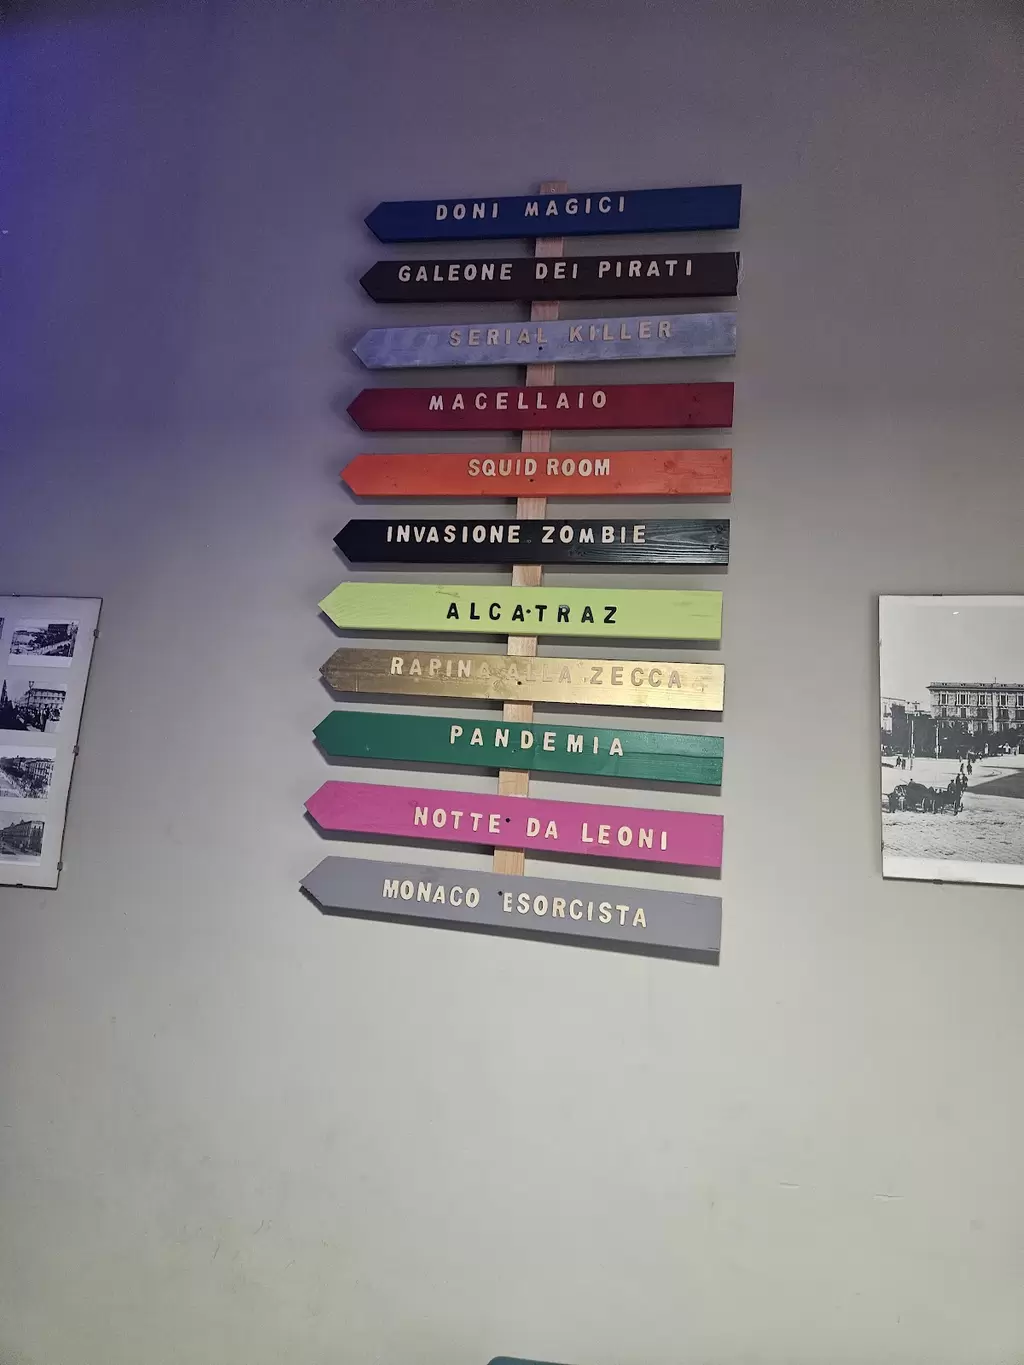 DONI MAGICI
GALEONE DEI PIRATI
SERIAL KILLER
MACELLAIO
SQUID ROOM
INVASIONE ZOMBIE
ALCATRAZ
RAPINA ALLA ZECCA
PANDEMIA
NOTTE DA LEONI
MONACO ESORCISTA